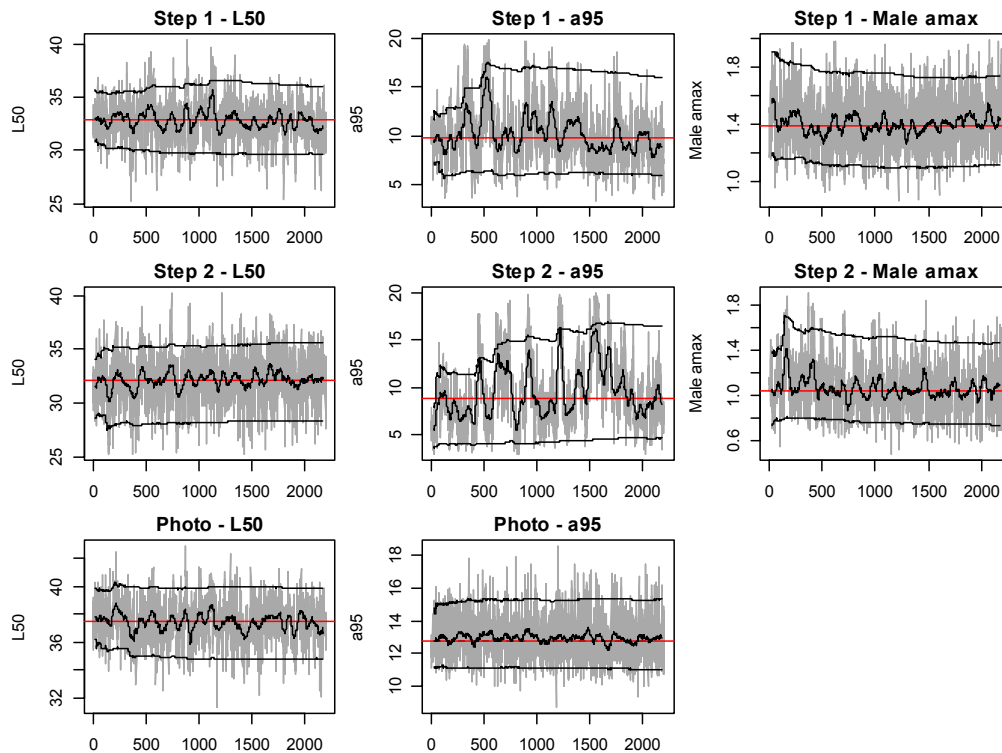 Step 1 - L50
Step 1 - a95
Step 1 - Male amax
L50
25 30 35 40
0 500 1000 1500 2000
a95
5 10 15 20
0 500 1000 1500 2000
Male amax
1.0 1.4 1.8
0 500 1000 1500 2000
Step 2 - L50
Step 2 - a95
Step 2 - Male amax
L50
25 30 35 40
0 500 1000 1500 2000
a95
5 10 15 20
0 500 1000 1500 2000
Male amax
0.6 1.0 1.4 1.8
0 500 1000 1500 2000
Photo - L50
Photo - a95
L50
32 36 40
0 500 1000 1500 2000
a95
10 12 14 16 18
0 500 1000 1500 2000